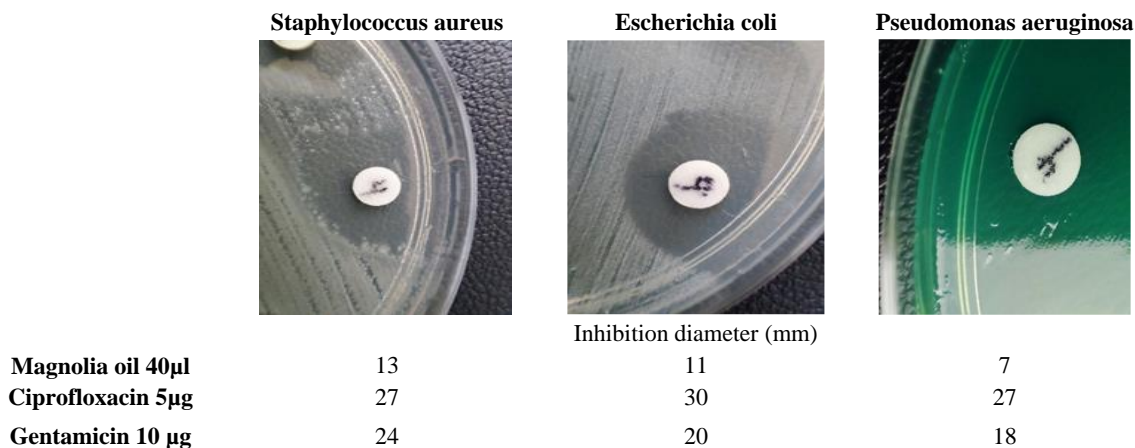 Staphylococcus aureus Escherichia coli Pseudomonas aeruginosa
Inhibition diameter (mm)
Magnolia oil 40µl 13 11 7
Ciprofloxacin 5µg 27 30 27
Gentamicin 10 µg 24 20 18